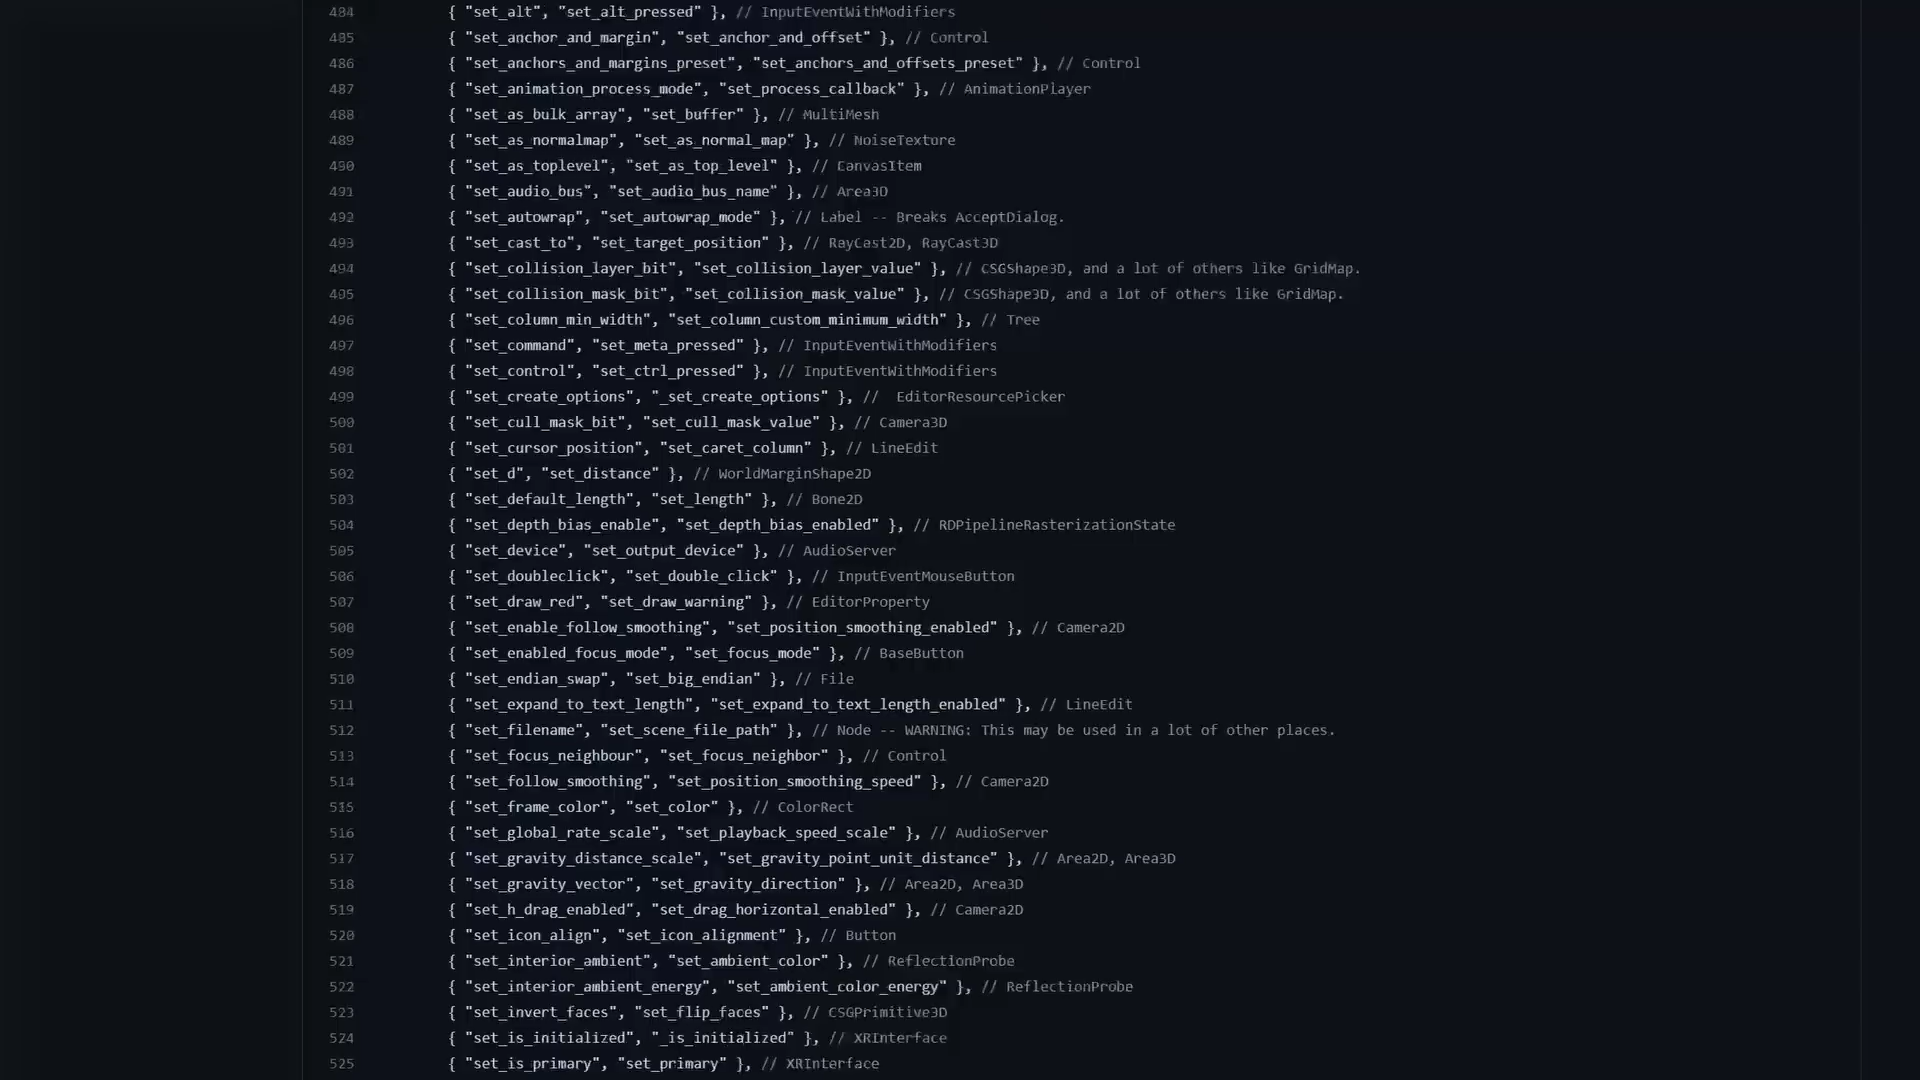 484 { "set_alt", "set_alt_pressed" }, // InputEventWithModifiers
485 { "set_anchor_and_margin", "set_anchor_and_offset" }, // Control
486 { "set_anchors_and_margins_preset", "set_anchors_and_offsets_preset" }, // Control
487 { "set_animation_process_mode", "set_process_callback" }, // AnimationPlayer
488 { "set_as_bulk_array", "set_buffer" }, // MultiMesh
489 { "set_as_normalmap", "set_as_normal_map" }, // NoiseTexture
490 { "set_as_toplevel", "set_as_top_level" }, // CanvasItem
491 { "set_audio_bus", "set_audio_bus_name" }, // Area3D
492 { "set_autowrap", "set_autowrap_mode" }, // Label -- Breaks AcceptDialog.
493 { "set_cast_to", "set_target_position" }, // RayCast2D, RayCast3D
494 { "set_collision_layer_bit", "set_collision_layer_value" }, // CSGShape3D, and a lot of others like GridMap.
495 { "set_collision_mask_bit", "set_collision_mask_value" }, // CSGShape3D, and a lot of others like GridMap.
496 { "set_column_min_width", "set_column_custom_minimum_width" }, // Tree
497 { "set_command", "set_meta_pressed" }, // InputEventWithModifiers
498 { "set_control", "set_ctrl_pressed" }, // InputEventWithModifiers
499 { "set_create_options", "_set_create_options" }, //  EditorResourcePicker
500 { "set_cull_mask_bit", "set_cull_mask_value" }, // Camera3D
501 { "set_cursor_position", "set_caret_column" }, // LineEdit
502 { "set_d", "set_distance" }, // WorldMarginShape2D
503 { "set_default_length", "set_length" }, // Bone2D
504 { "set_depth_bias_enable", "set_depth_bias_enabled" }, // RDPipelineRasterizationState
505 { "set_device", "set_output_device" }, // AudioServer
506 { "set_doubleclick", "set_double_click" }, // InputEventMouseButton
507 { "set_draw_red", "set_draw_warning" }, // EditorProperty
508 { "set_enable_follow_smoothing", "set_position_smoothing_enabled" }, // Camera2D
509 { "set_enabled_focus_mode", "set_focus_mode" }, // BaseButton
510 { "set_endian_swap", "set_big_endian" }, // File
511 { "set_expand_to_text_length", "set_expand_to_text_length_enabled" }, // LineEdit
512 { "set_filename", "set_scene_file_path" }, // Node -- WARNING: This may be used in a lot of other places.
513 { "set_focus_neighbour", "set_focus_neighbor" }, // Control
514 { "set_follow_smoothing", "set_position_smoothing_speed" }, // Camera2D
515 { "set_frame_color", "set_color" }, // ColorRect
516 { "set_global_rate_scale", "set_playback_speed_scale" }, // AudioServer
517 { "set_gravity_distance_scale", "set_gravity_point_unit_distance" }, // Area2D, Area3D
518 { "set_gravity_vector", "set_gravity_direction" }, // Area2D, Area3D
519 { "set_h_drag_enabled", "set_drag_horizontal_enabled" }, // Camera2D
520 { "set_icon_align", "set_icon_alignment" }, // Button
521 { "set_interior_ambient", "set_ambient_color" }, // ReflectionProbe
522 { "set_interior_ambient_energy", "set_ambient_color_energy" }, // ReflectionProbe
523 { "set_invert_faces", "set_flip_faces" }, // CSGPrimitive3D
524 { "set_is_initialized", "_is_initialized" }, // XRInterface
525 { "set_is_primary", "set_primary" }, // XRInterface